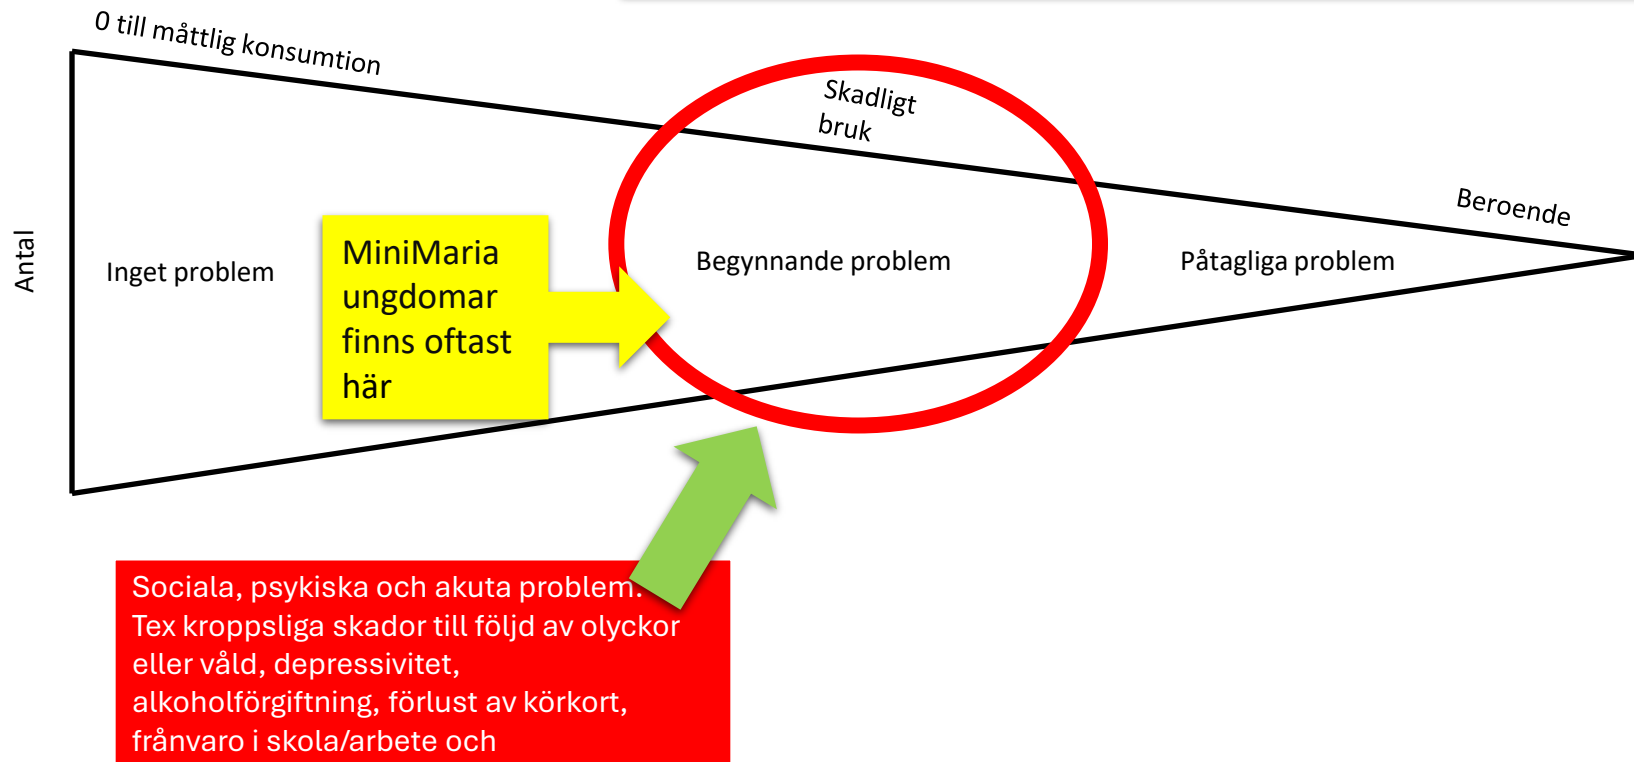 0 till måttlig konsumtion
Skadligt
bruk
Beroende
Antal
Inget problem
MiniMaria
ungdomar
finns oftast
här
Begynnande problem
Påtagliga problem
Sociala, psykiska och akuta problem.
Tex kroppsliga skador till följd av olyckor
eller våld, depressivitet,
alkoholförgiftning, förlust av körkort,
frånvaro i skola/arbete och